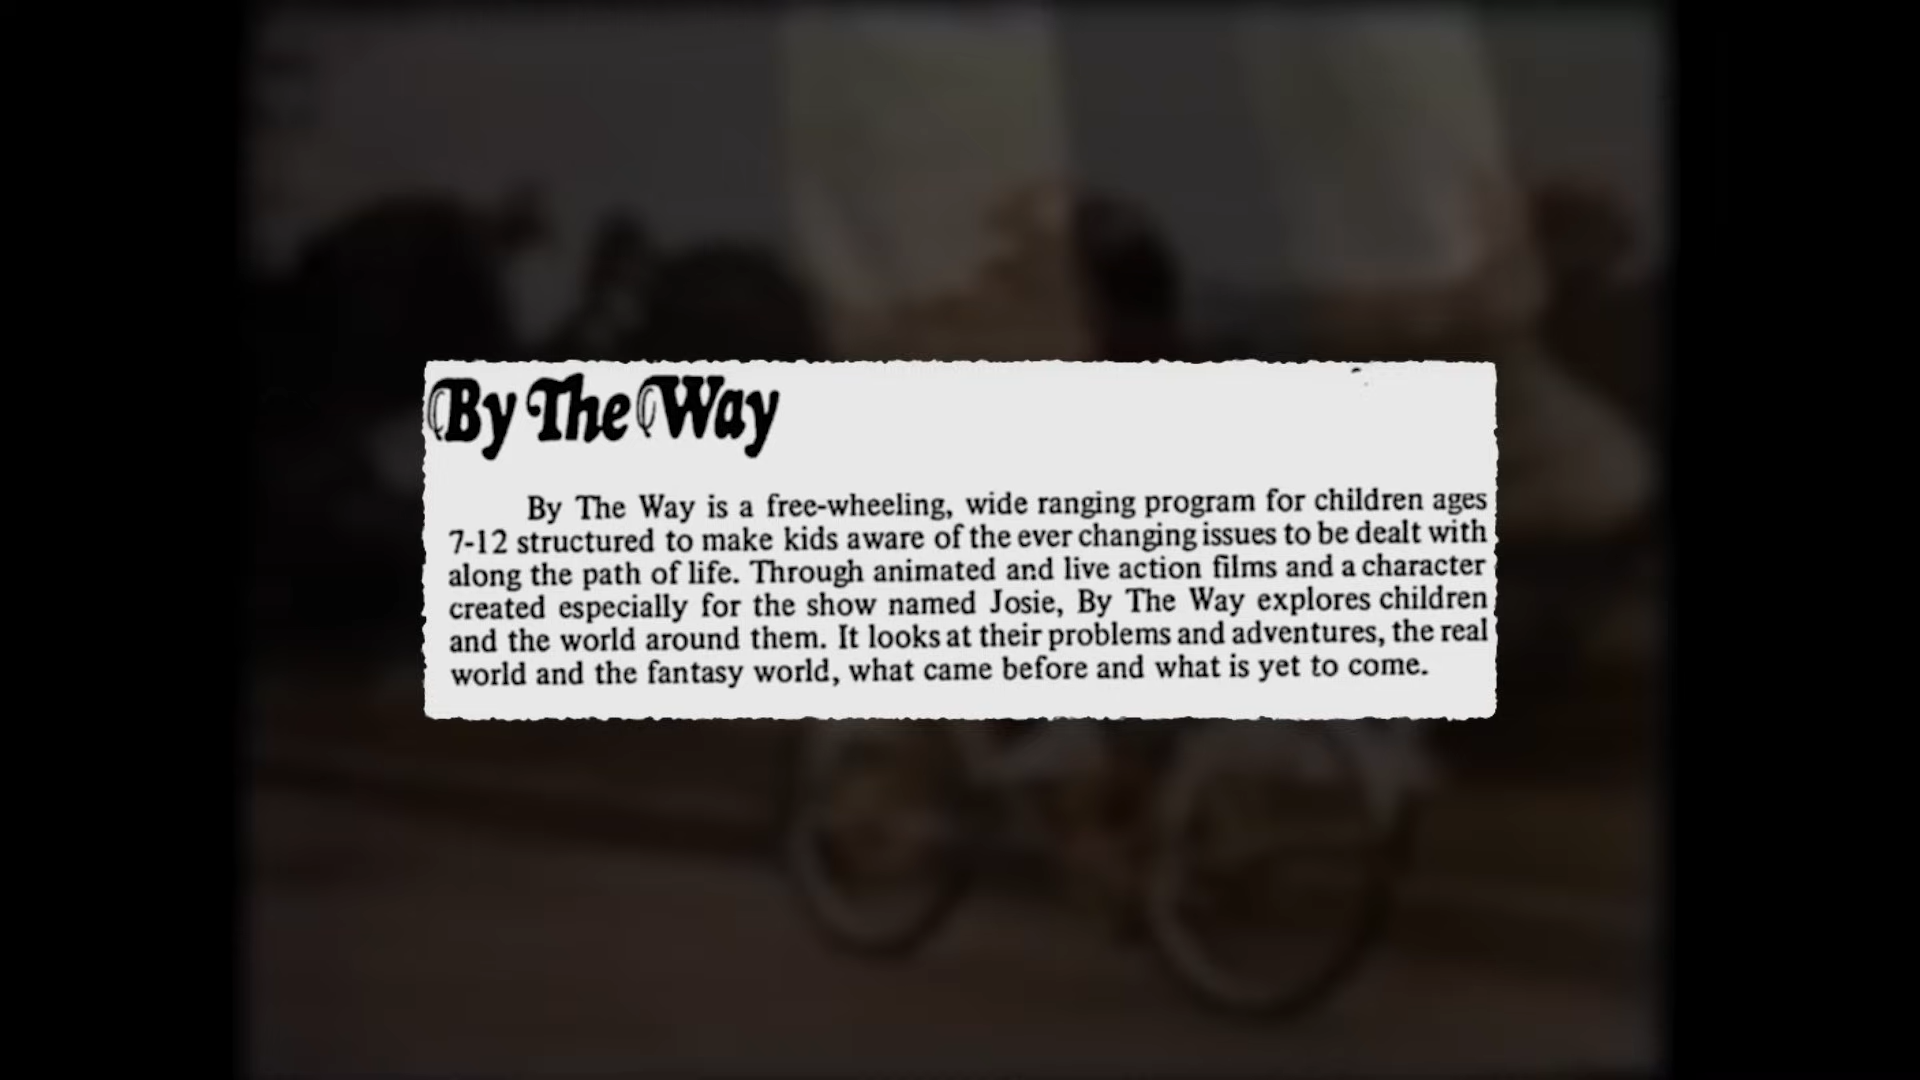 By The Way
By The Way is a free-wheeling, wide ranging program for children ages
7-12 structured to make kids aware of the ever changing issues to be dealt with
along the path of life. Through animated and live action films and a character
created especially for the show named Josie, By The Way explores children
and the world around them. It looks at their problems and adventures, the real
world and the fantasy world, what came before and what is yet to come.